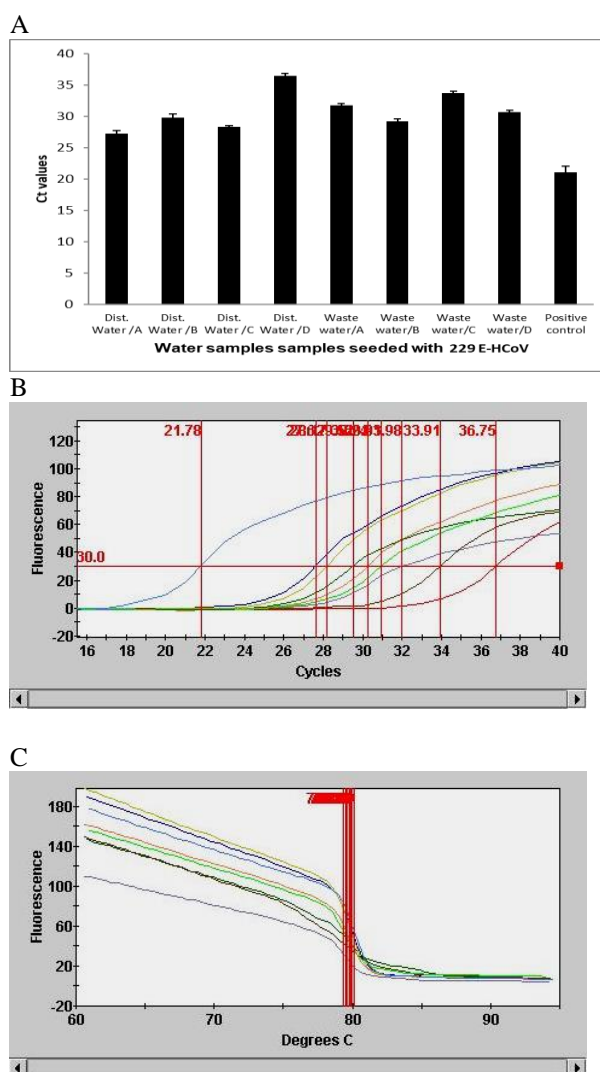 A
40
35
30
25
20
15
10
5
0
Ct values
Dist. Water /A
Dist. Water /B
Dist. Water /C
Dist. Water /D
Waste water/A
Waste water/B
Waste water/C
Waste water/D
Positive control
Water samples samples seeded with 229 E-HCoV
B
21.78
33.91
36.75
30.0
120
100
80
60
40
20
0
-20
Fluorescence
16 18 20 22 24 26 28 30 32 34 36 38 40
Cycles
C
180
140
100
60
20
-20
Fluorescence
60 70 80 90
Degrees C